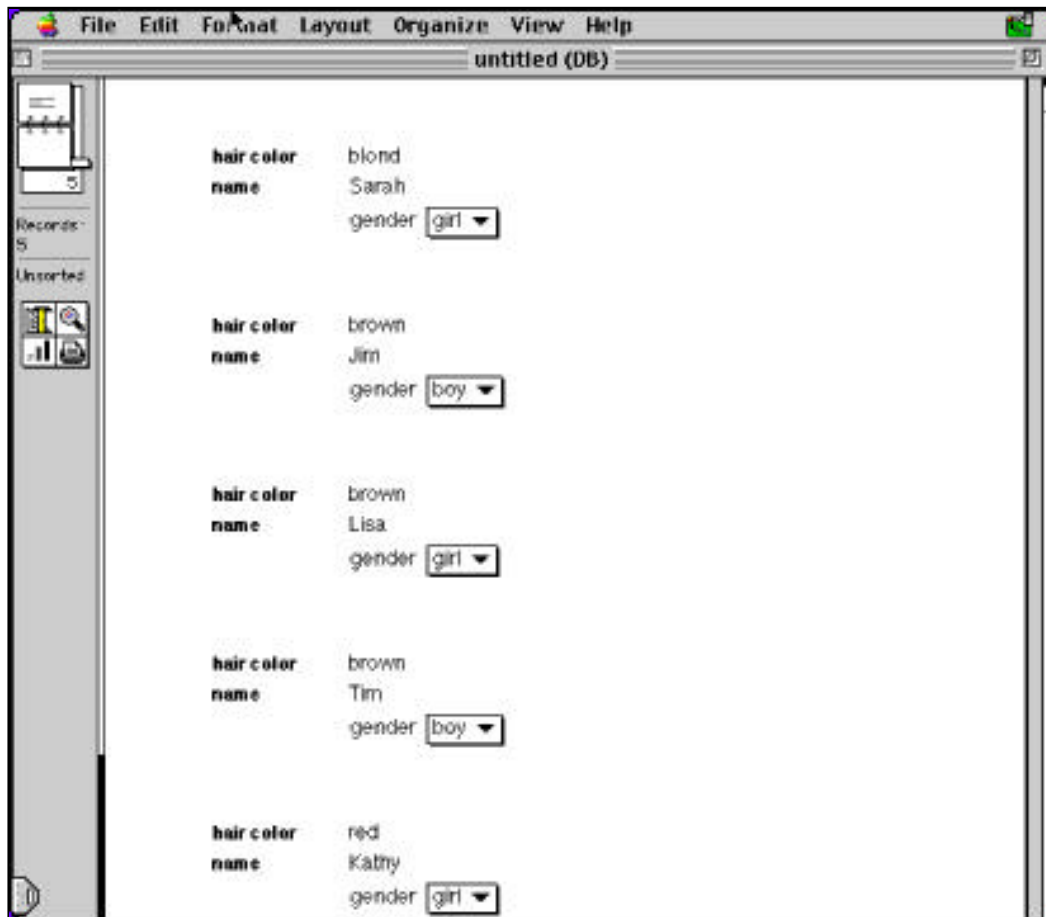 File Edit Format Layout Organize View Help
untitled (DB)
5
Records:
5
Unsorted
hair color blond
name Sarah
gender girl
hair color brown
name Jim
gender boy
hair color brown
name Lisa
gender girl
hair color brown
name Tim
gender boy
hair color red
name Kathy
gender girl